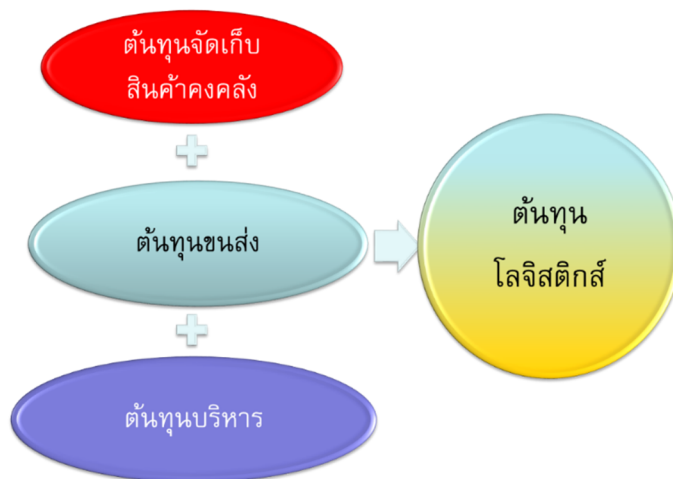 ต้นทุนจัดเก็บ
สินค้าคงคลัง
+
ต้นทุนขนส่ง
+
ต้นทุนบริหาร
ต้นทุน
โลจิสติกส์